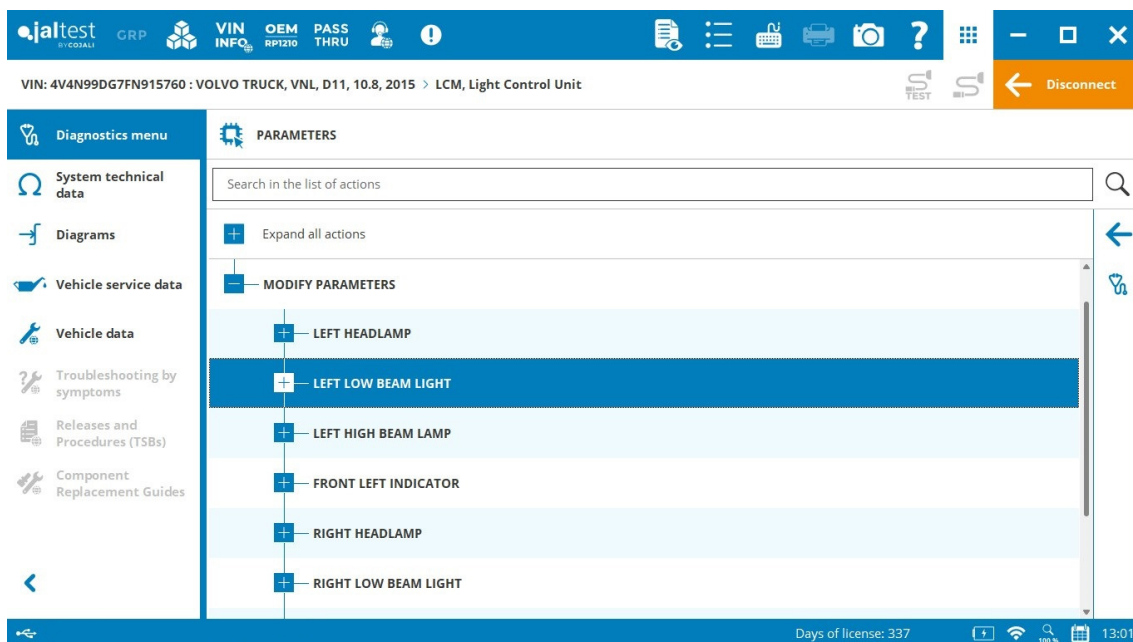 jaltest
BY COJALI
GRP
VIN
INFO
OEM
RP1210
PASS
THRU
VIN: 4V4N99DG7FN915760 : VOLVO TRUCK, VNL, D11, 10.8, 2015 > LCM, Light Control Unit
TEST
Disconnect
Diagnostics menu
System technical
data
Diagrams
Vehicle service data
Vehicle data
Troubleshooting by
symptoms
Releases and
Procedures (TSBs)
Component
Replacement Guides
PARAMETERS
Search in the list of actions
Expand all actions
MODIFY PARAMETERS
LEFT HEADLAMP
LEFT LOW BEAM LIGHT
LEFT HIGH BEAM LAMP
FRONT LEFT INDICATOR
RIGHT HEADLAMP
RIGHT LOW BEAM LIGHT
Days of license: 337
100 %
13:01